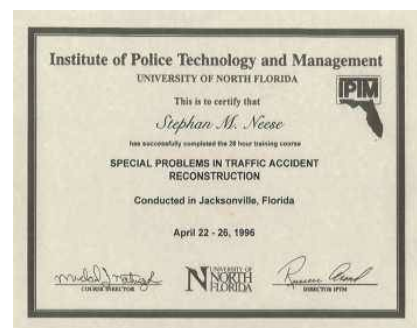 Institute of Police Technology and Management
UNIVERSITY OF NORTH FLORIDA
IPTM
This is to certify that
Stephan M. Neese
has successfully completed the 36 hour training course
SPECIAL PROBLEMS IN TRAFFIC ACCIDENT
RECONSTRUCTION
Conducted in Jacksonville, Florida
April 22 - 26, 1996
UNIVERSITY OF
NORTH
FLORIDA
COURSE DIRECTOR
DIRECTOR IPTM